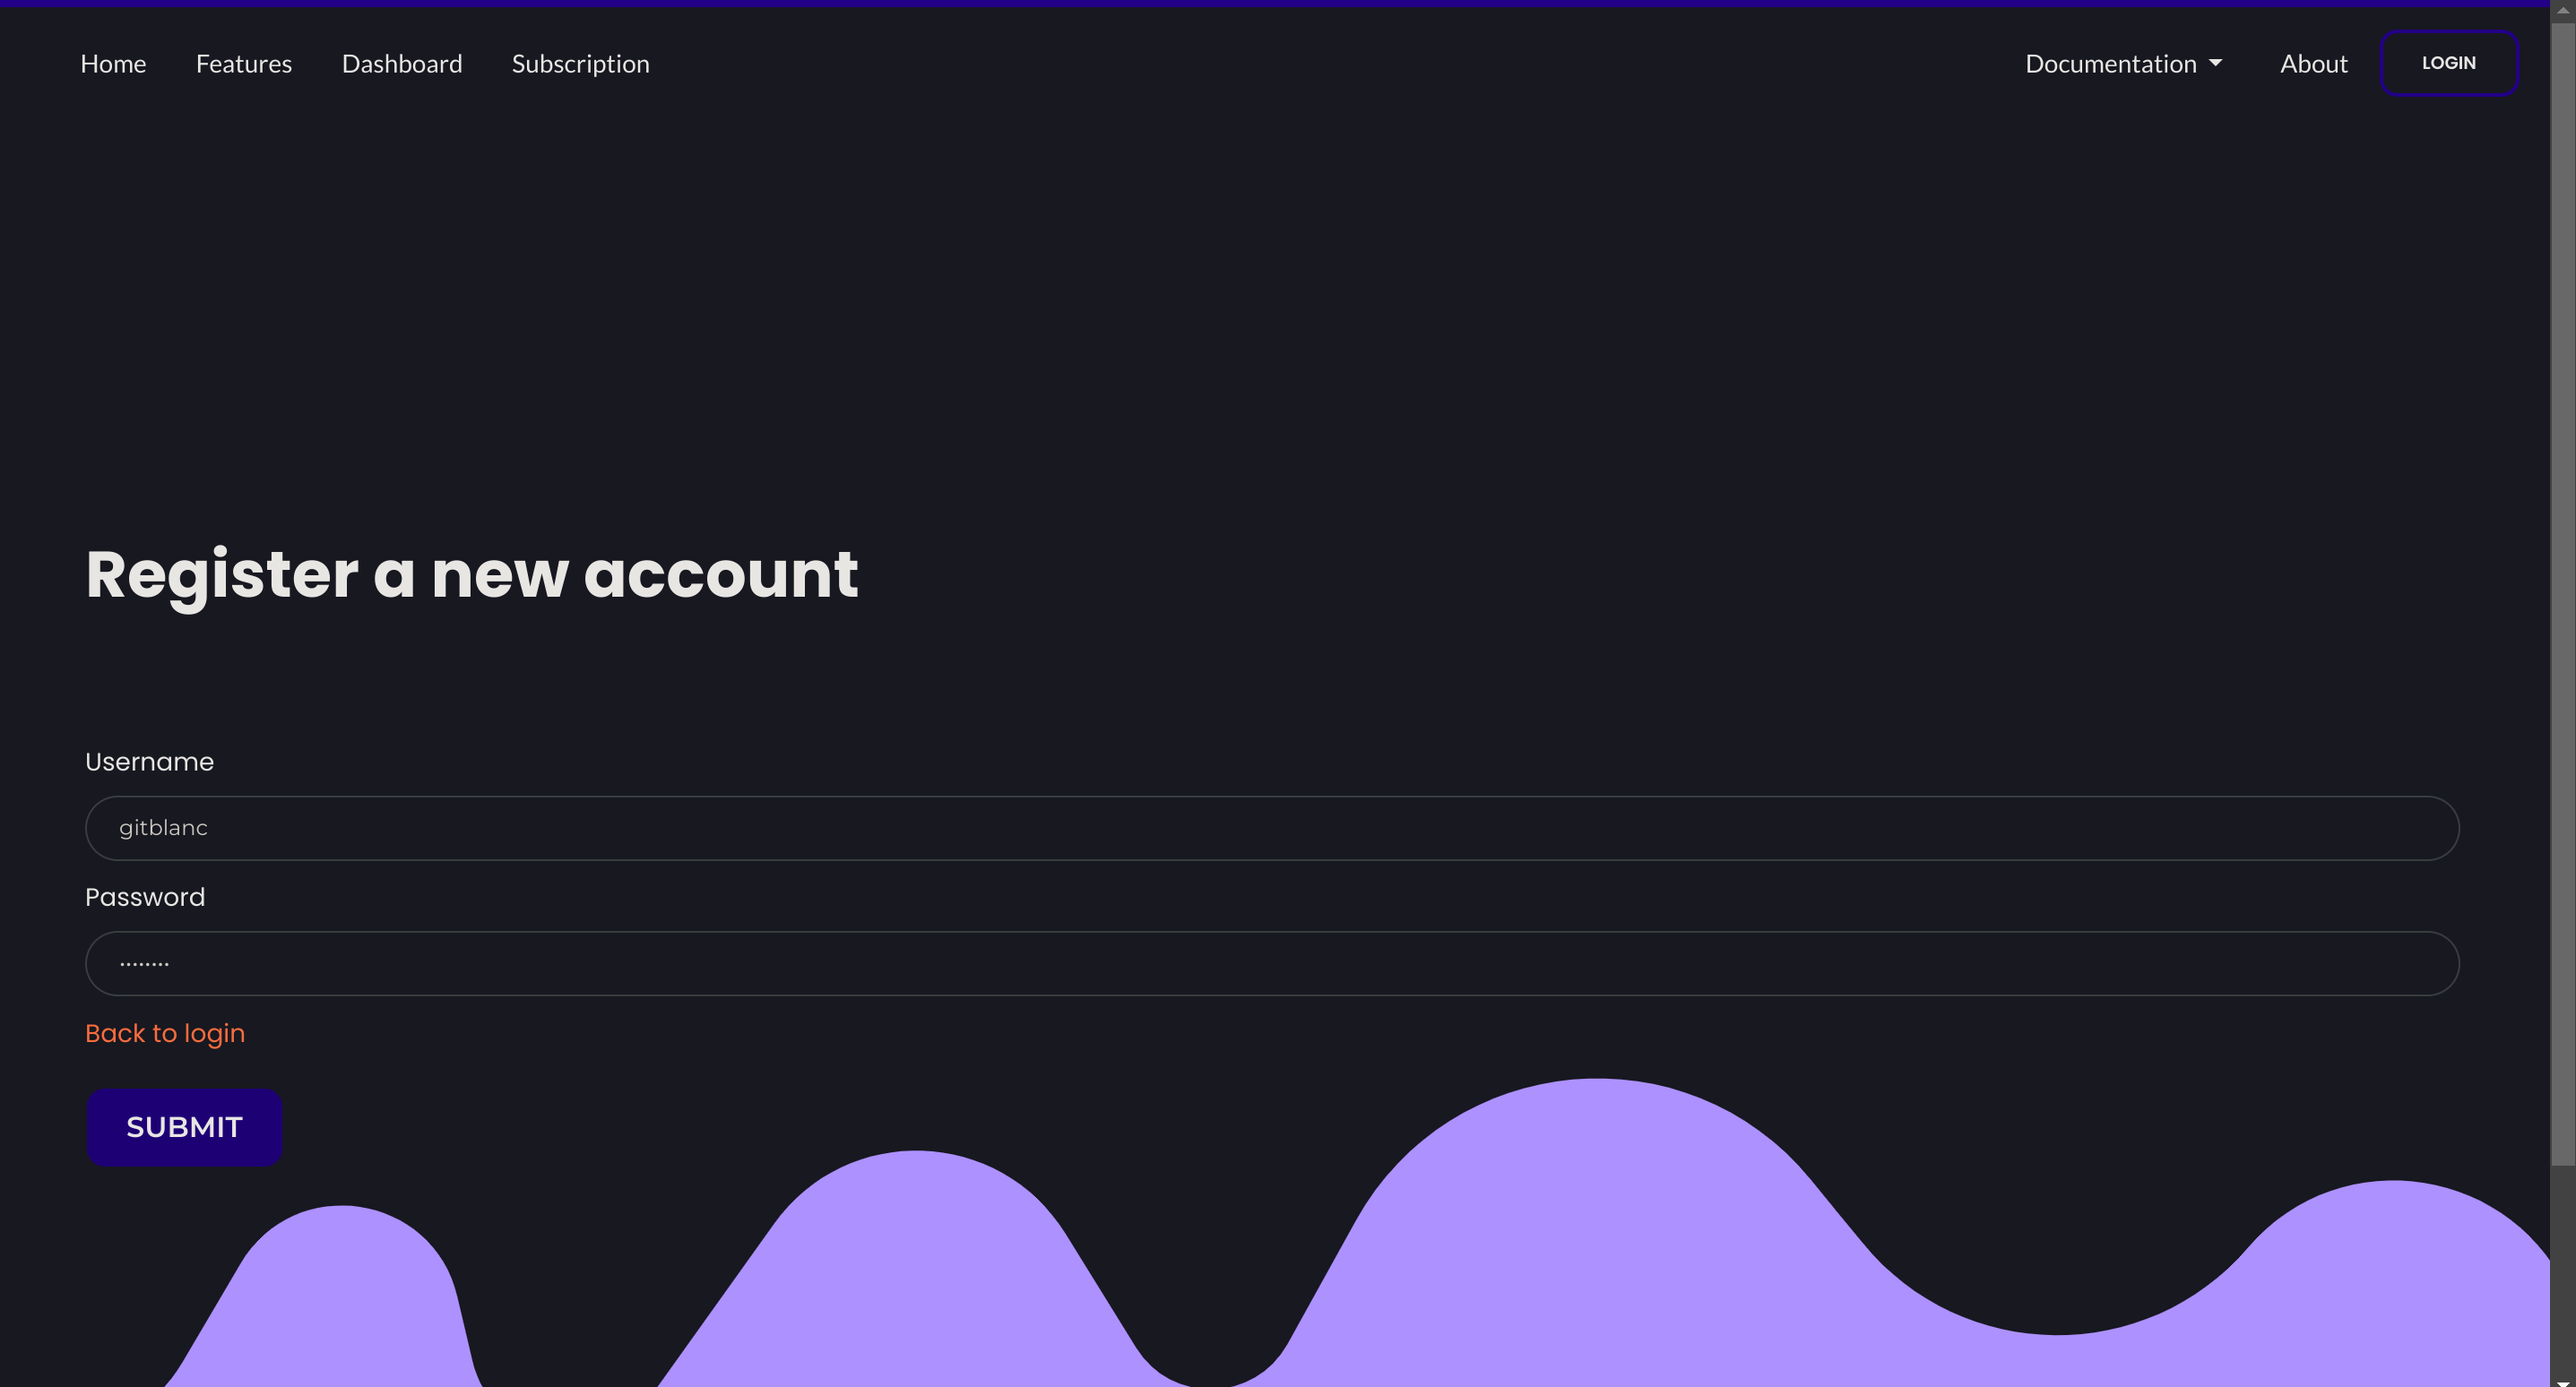 Home Features Dashboard Subscription Documentation About LOGIN
Register a new account
Username
gitblanc
Password
••••••••
Back to login
SUBMIT